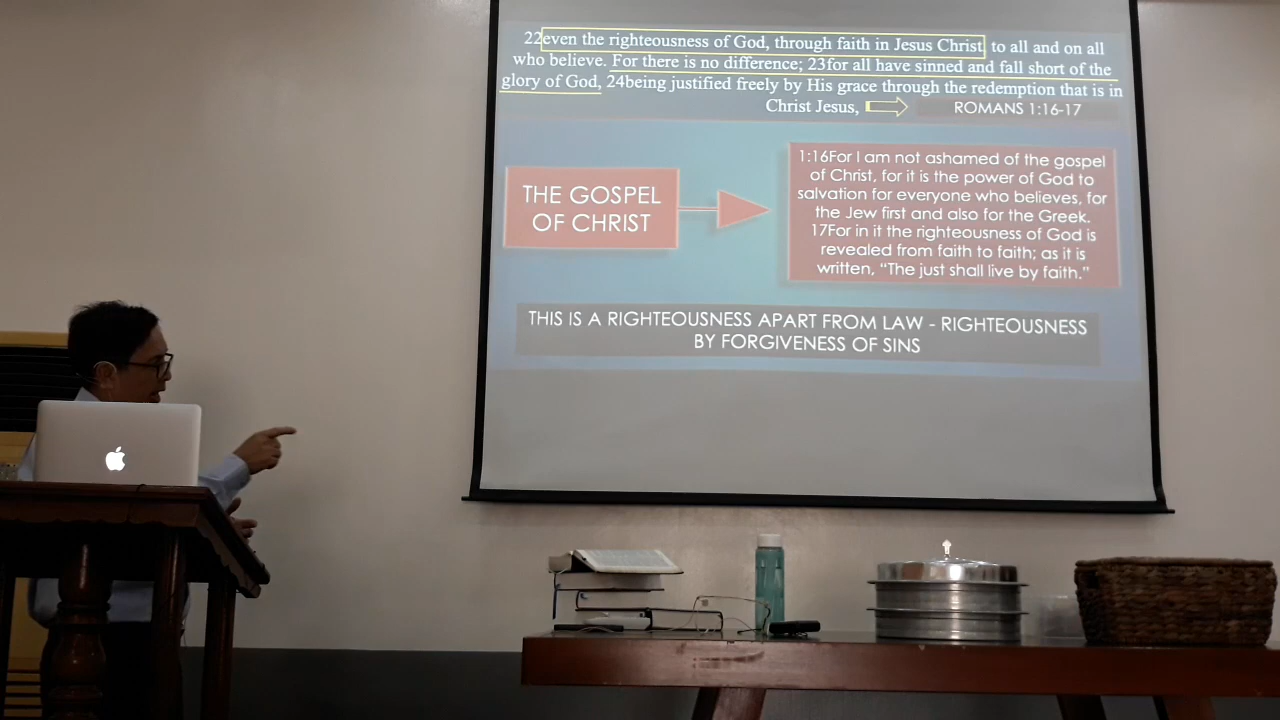 22even the righteousness of God, through faith in Jesus Christ, to all and on all
who believe. For there is no difference; 23for all have sinned and fall short of the
glory of God, 24being justified freely by His grace through the redemption that is in
Christ Jesus,
ROMANS 1:16-17
THE GOSPEL
OF CHRIST
1:16For I am not ashamed of the gospel
of Christ, for it is the power of God to
salvation for everyone who believes, for
the Jew first and also for the Greek.
17For in it the righteousness of God is
revealed from faith to faith; as it is
written, “The just shall live by faith.”
THIS IS A RIGHTEOUSNESS APART FROM LAW - RIGHTEOUSNESS
BY FORGIVENESS OF SINS